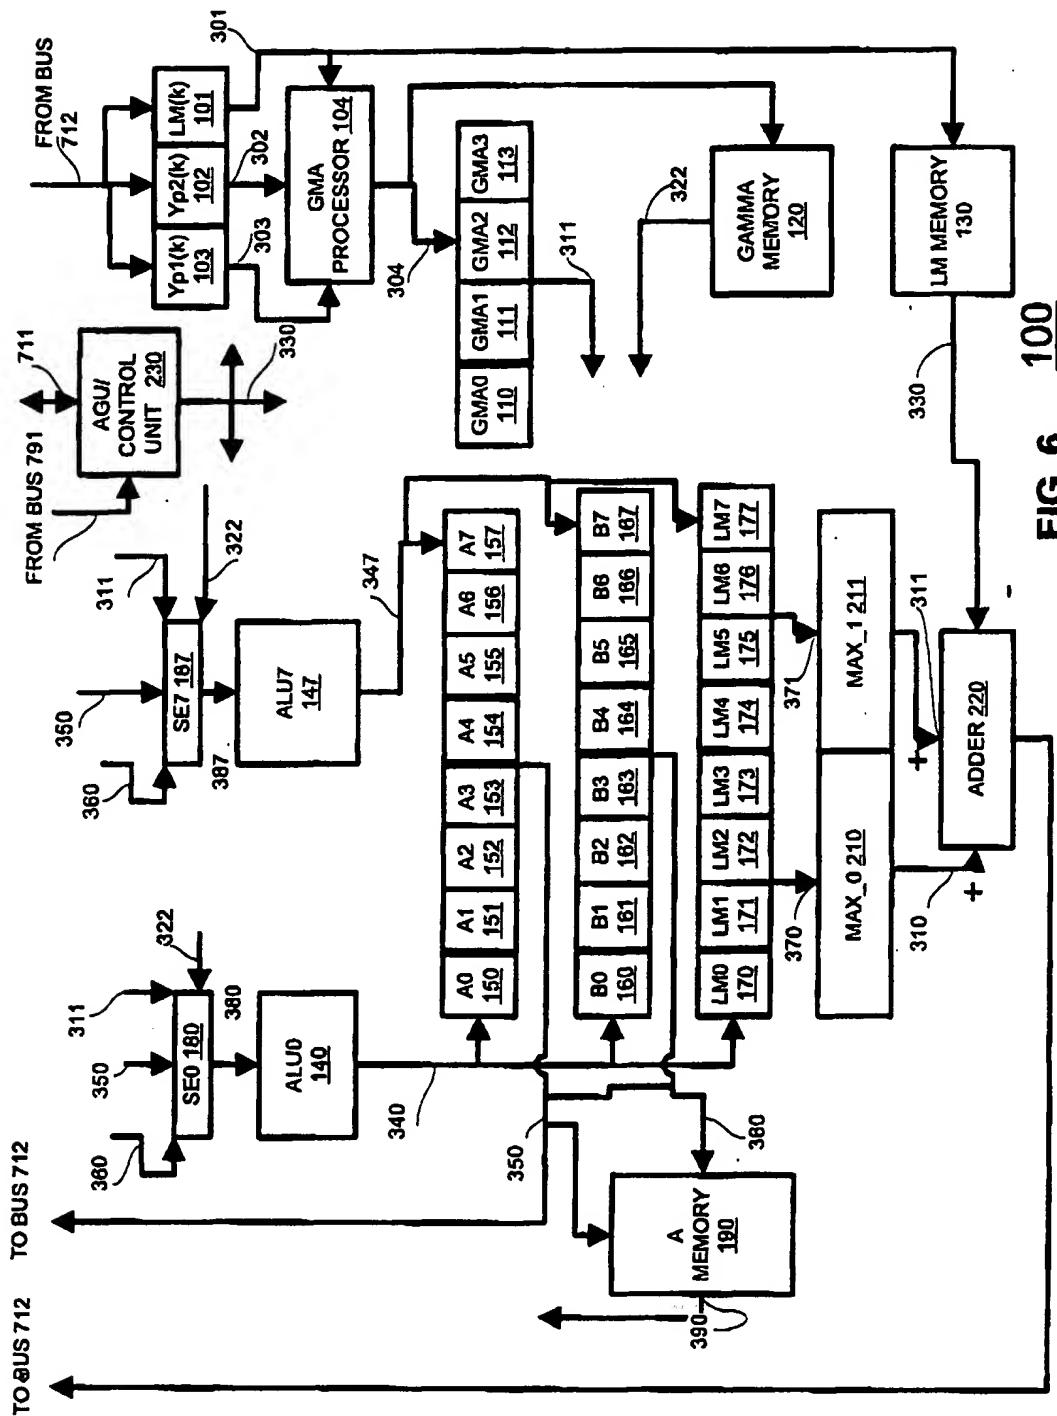 TO BUS 712
TO BUS 712
FROM BUS 791
711
FROM BUS
712
301
AGU/
CONTROL
UNIT 230
330
Yp1(k)
103
Yp2(k)
102
LM(k)
101
303
302
GMA
PROCESSOR 104
304
360
350
311
322
SE0 180
380
ALU0
140
340
360
350
311
322
SE7 187
387
ALU7
147
347
GMA0
110
GMA1
111
GMA2
112
GMA3
113
311
322
A0
150
A1
151
A2
152
A3
153
A4
154
A5
155
A6
156
A7
157
350
B0
160
B1
161
B2
162
B3
163
B4
164
B5
165
B6
166
B7
167
360
A
MEMORY
190
390
LM0
170
LM1
171
LM2
172
LM3
173
LM4
174
LM5
175
LM6
176
LM7
177
370
371
MAX_0 210
MAX_1 211
310
311
+
+
-
ADDER 220
GAMMA
MEMORY
120
LM MEMORY
130
330
FIG. 6
100